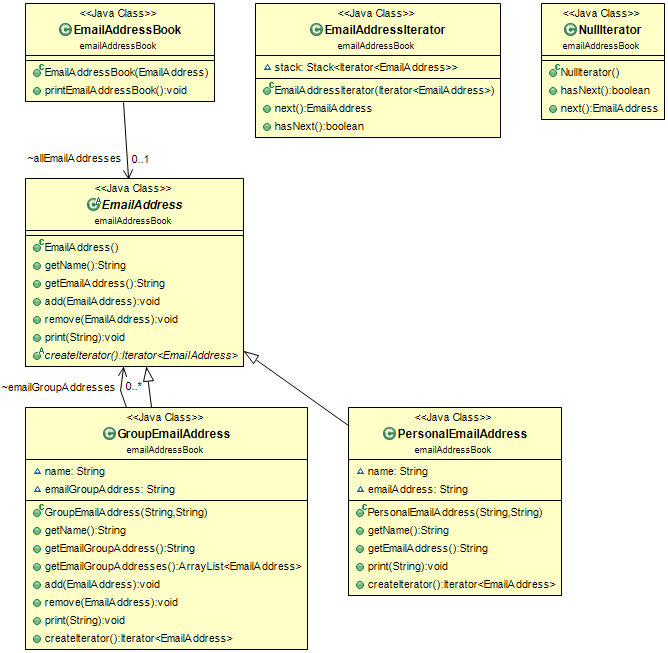 <<Java Class>>
EmailAddressBook
emailAddressBook
EmailAddressBook(EmailAddress)
printEmailAddressBook():void
<<Java Class>>
EmailAddressIterator
emailAddressBook
stack: Stack<Iterator<EmailAddress>>
EmailAddressIterator(Iterator<EmailAddress>)
next():EmailAddress
hasNext():boolean
<<Java Class>>
NullIterator
emailAddressBook
NullIterator()
hasNext():boolean
next():EmailAddress
~allEmailAddresses 0..1
<<Java Class>>
EmailAddress
emailAddressBook
EmailAddress()
getName():String
getEmailAddress():String
add(EmailAddress):void
remove(EmailAddress):void
print(String):void
createIterator():Iterator<EmailAddress>
~emailGroupAddresses 0..*
<<Java Class>>
GroupEmailAddress
emailAddressBook
name: String
emailGroupAddress: String
GroupEmailAddress(String,String)
getName():String
getEmailGroupAddress():String
getEmailGroupAddresses():ArrayList<EmailAddress>
add(EmailAddress):void
remove(EmailAddress):void
print(String):void
createIterator():Iterator<EmailAddress>
<<Java Class>>
PersonalEmailAddress
emailAddressBook
name: String
emailAddress: String
PersonalEmailAddress(String,String)
getName():String
getEmailAddress():String
print(String):void
createIterator():Iterator<EmailAddress>